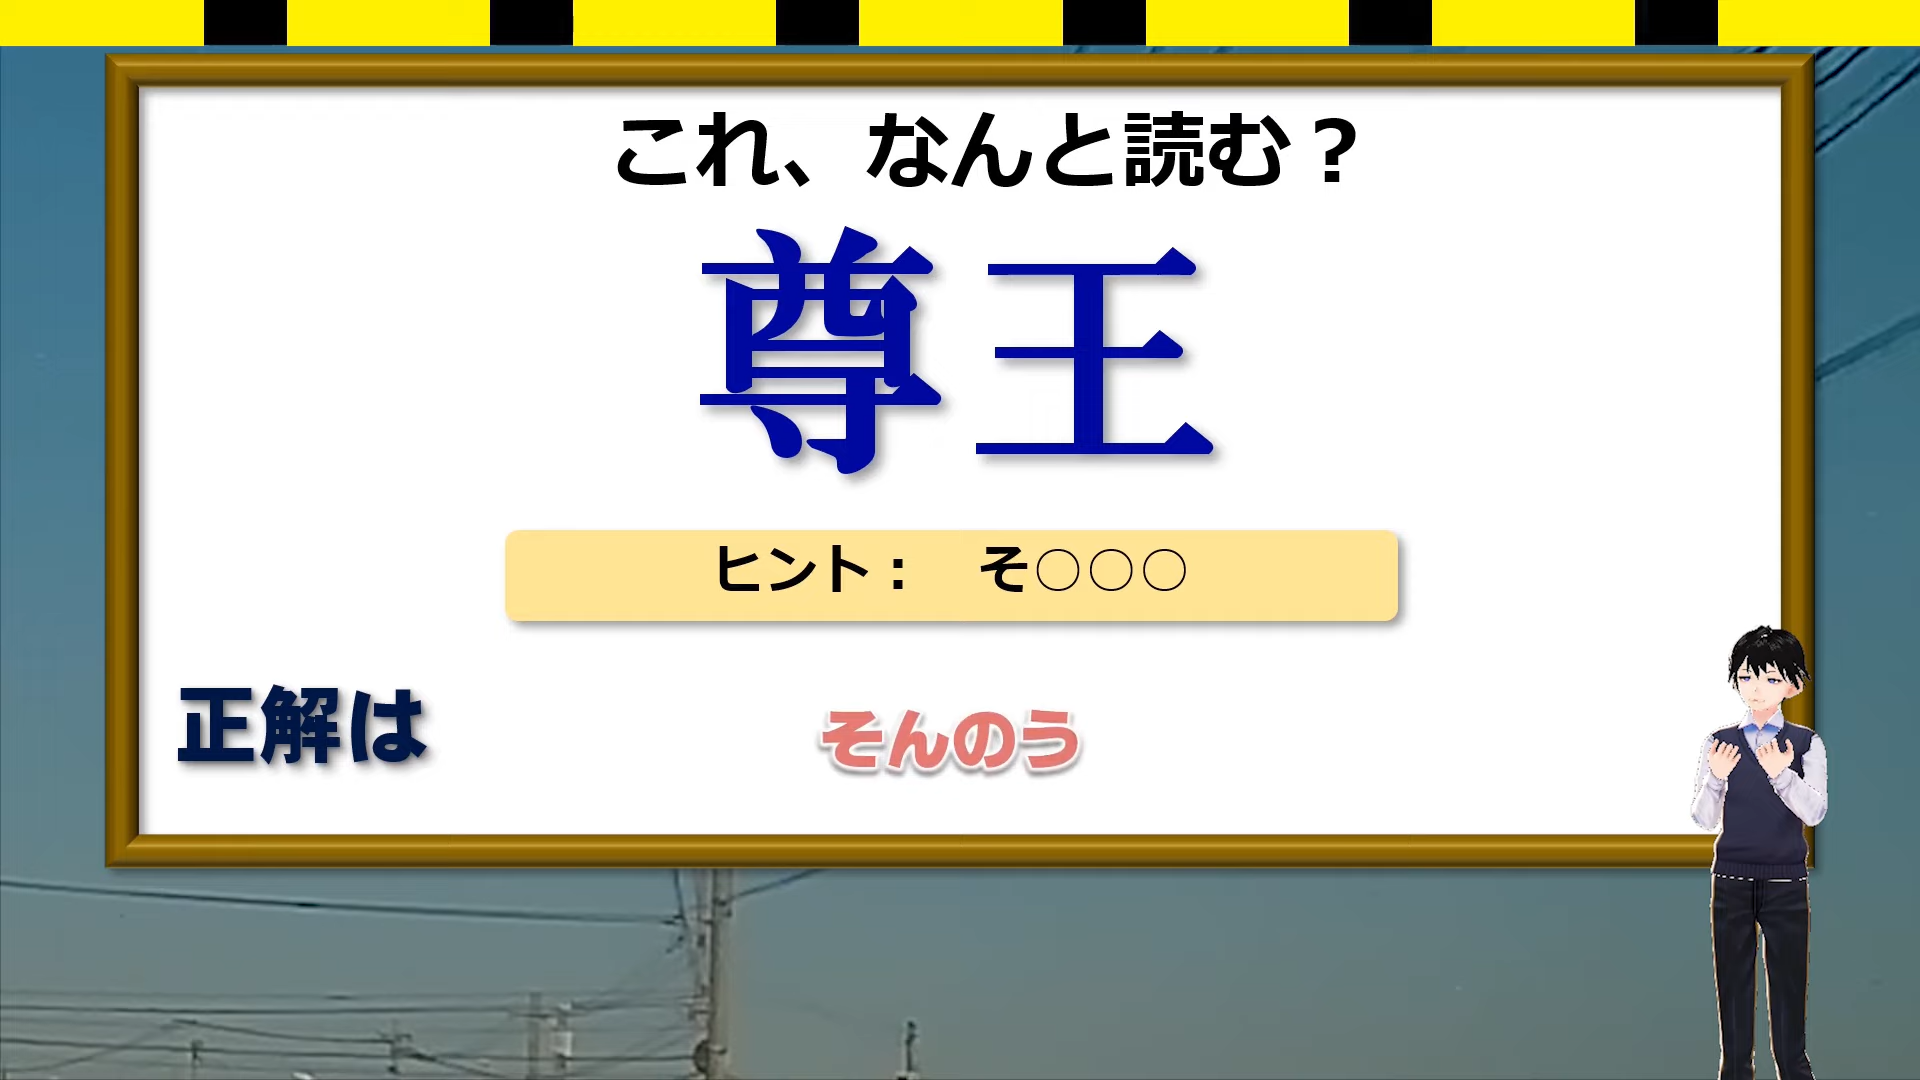 これ、なんと読む？
尊王
ヒント：　そ○○○
正解は
そんのう